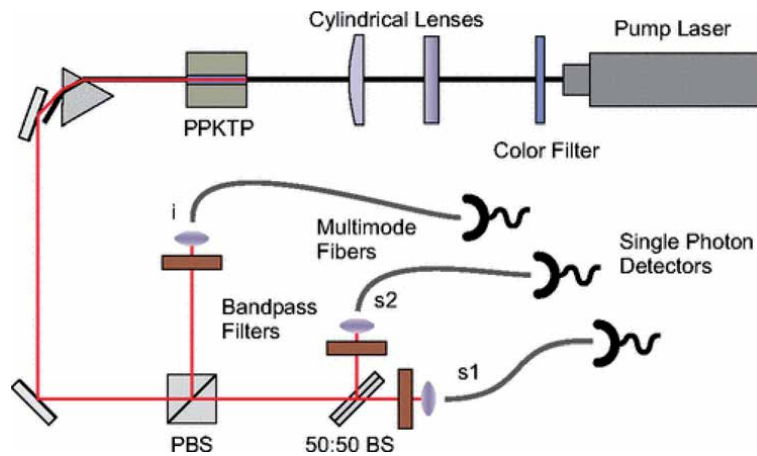 Cylindrical Lenses
Pump Laser
PPKTP
Color Filter
i
Multimode
Fibers
Single Photon
Detectors
s2
Bandpass
Filters
s1
PBS
50:50 BS